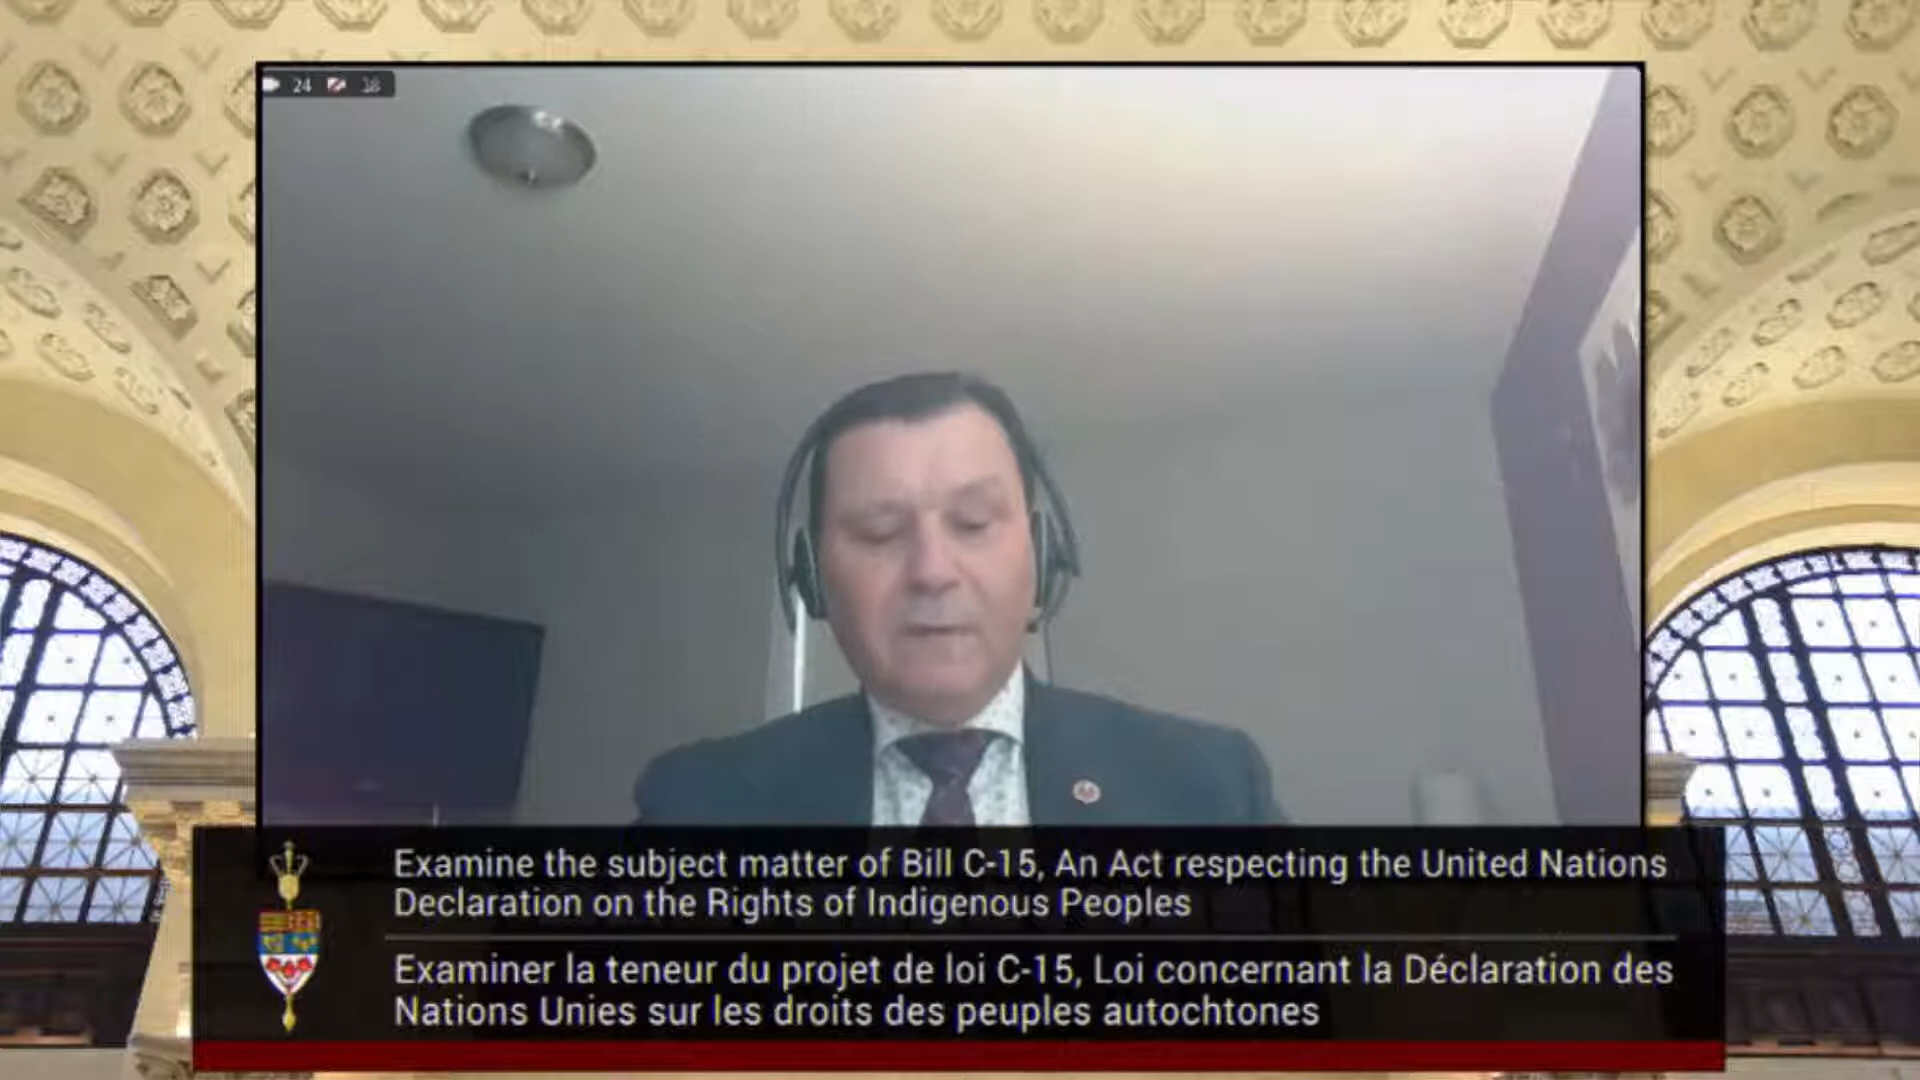 24 18
Examine the subject matter of Bill C-15, An Act respecting the United Nations
Declaration on the Rights of Indigenous Peoples
Examiner la teneur du projet de loi C-15, Loi concernant la Déclaration des
Nations Unies sur les droits des peuples autochtones